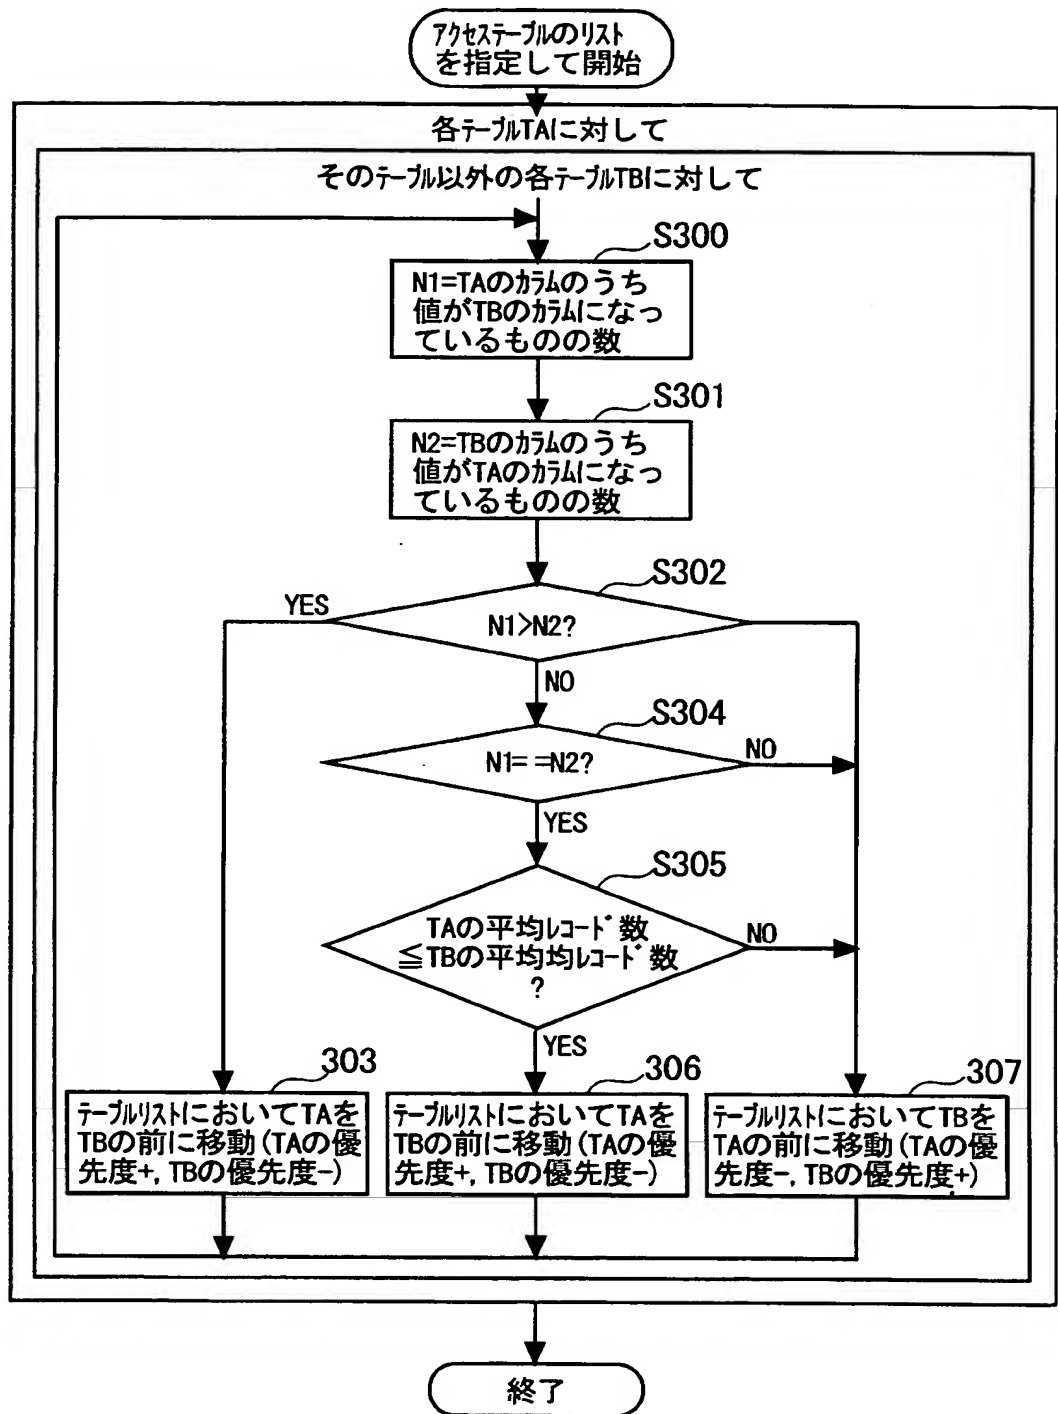 アクセステーブルのリスト
を指定して開始
各テーブルTAに対して
そのテーブル以外の各テーブルTBに対して
S300
N1=TAのカラムのうち
値がTBのカラムになっ
ているものの数
S301
N2=TBのカラムのうち
値がTAのカラムになっ
ているものの数
S302
YES
N1>N2?
NO
S304
N1==N2?
NO
YES
S305
TAの平均レコード数
≦TBの平均均レコード数
?
NO
YES
303
テーブルリストにおいてTAを
TBの前に移動(TAの優
先度+,TBの優先度-)
306
テーブルリストにおいてTAを
TBの前に移動(TAの優
先度+,TBの優先度-)
307
テーブルリストにおいてTBを
TAの前に移動(TAの優
先度-,TBの優先度+)
終了